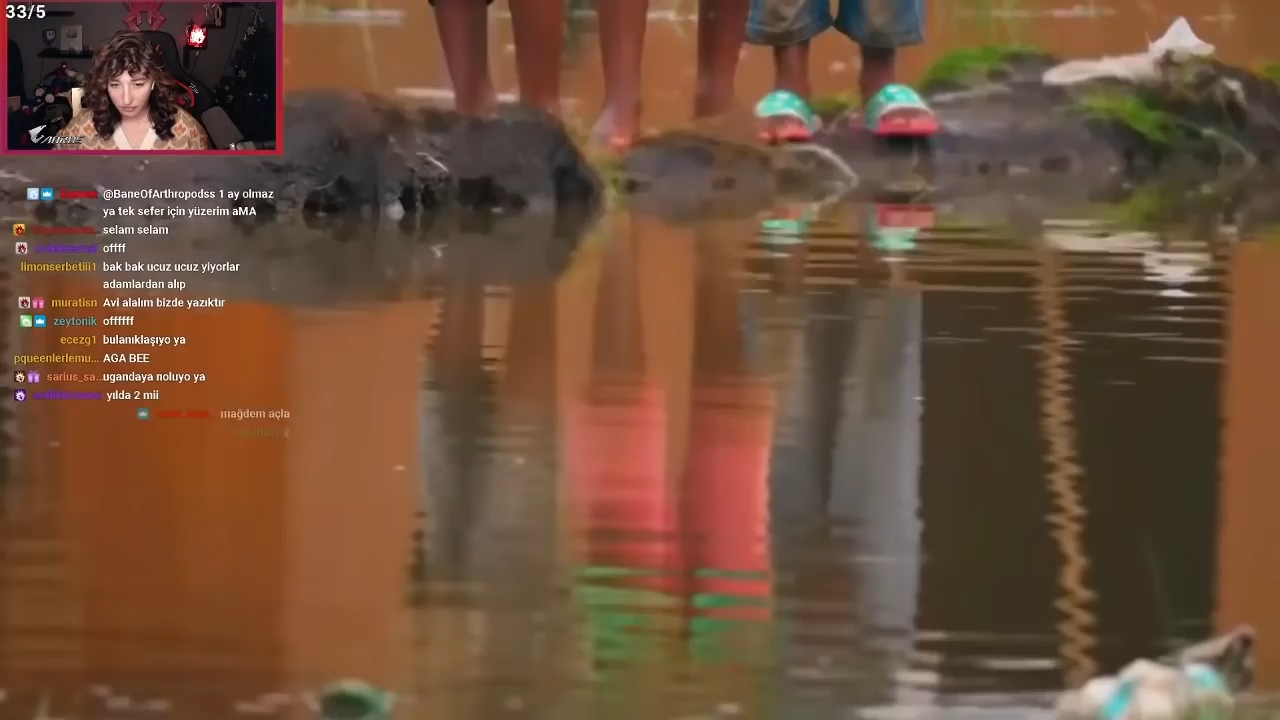 33/5
@BaneOfArthropodss 1 ay olmaz
ya tek sefer için yüzerim aMA
selam selam
offff
limonserbetili1 bak bak ucuz ucuz yiyorlar
adamlardan alıp
muratisn Avi alalım bizde yazıktır
zeytonik offffff
ecezg1 bulanıklaşıyo ya
pqueenlerlemu... AGA BEE
sarius_sa... ugandaya noluyo ya
yılda 2 mii
mağdem açla